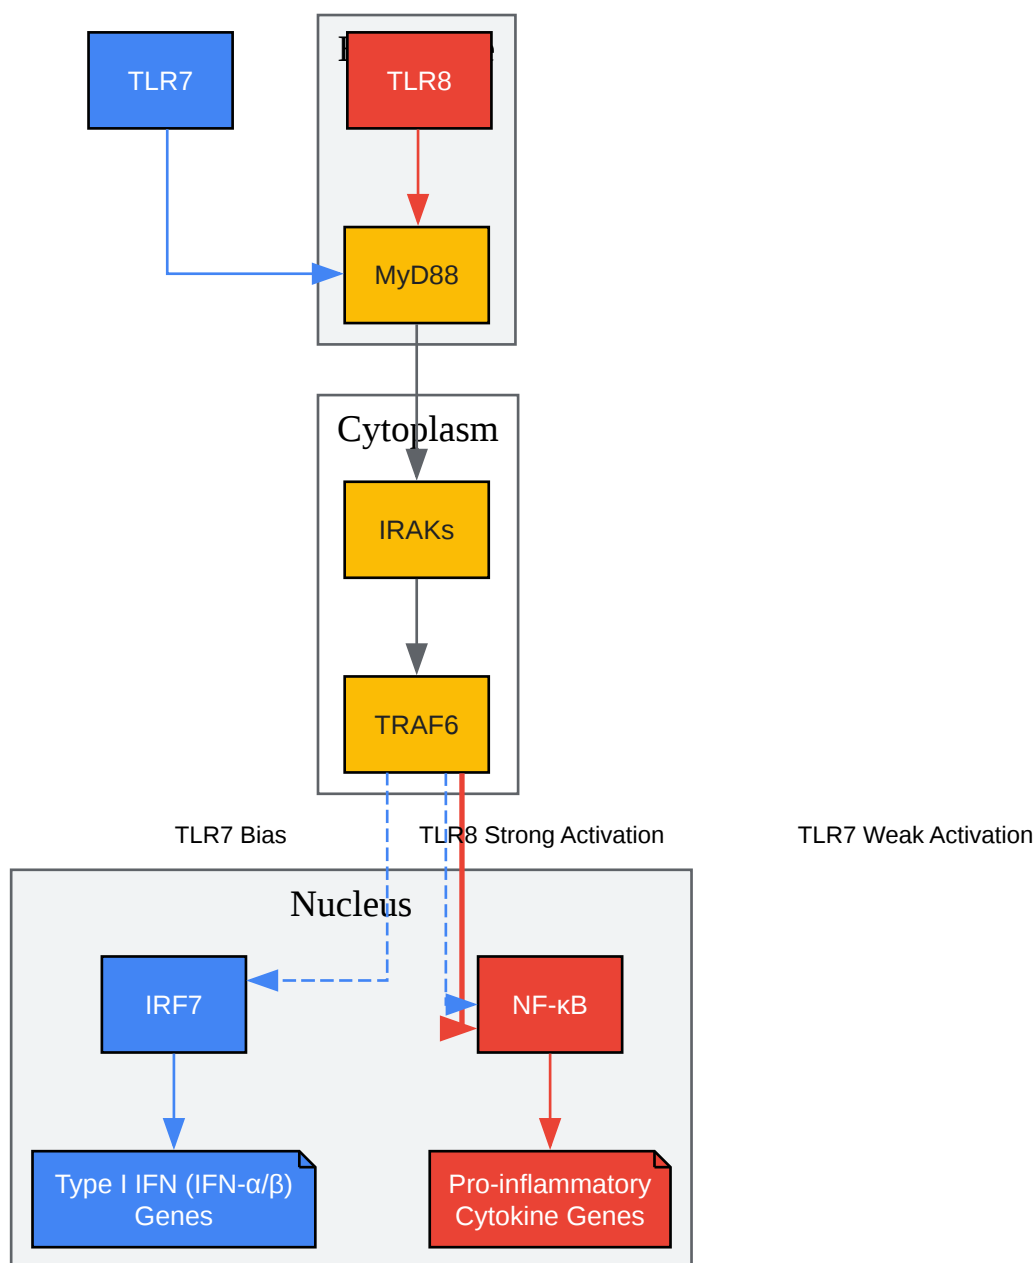 TLR7
TLR8
MyD88
Cytoplasm
IRAKs
TRAF6
TLR7 Bias
TLR8 Strong Activation
TLR7 Weak Activation
Nucleus
IRF7
NF-κB
Type I IFN (IFN-α/β)
Genes
Pro-inflammatory
Cytokine Genes